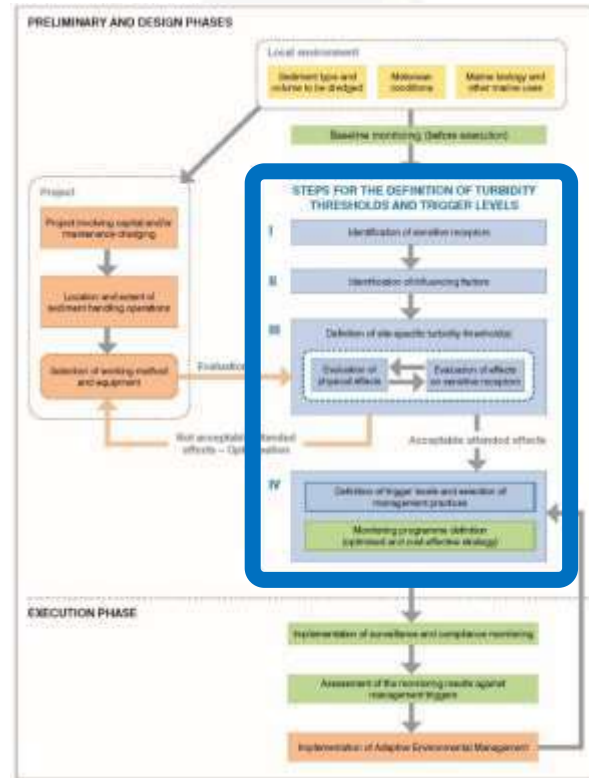 PRELIMINARY AND DESIGN PHASES
Local environment
Sediment type and
volume to be dredged
Metocean
conditions
Marine biology and
other marine uses
Baseline monitoring (before execution)
Project
Project involving capital and/or
maintenance dredging
Location and extent of
sediment handling operations
Selection of working method
and equipment
STEPS FOR THE DEFINITION OF TURBIDITY
THRESHOLDS AND TRIGGER LEVELS
I
Identification of sensitive receptors
II
Identification of influencing factors
III
Definition of site-specific turbidity threshold(s)
Evaluation of
physical effects
Evaluation of effects
on sensitive receptors
Evaluation
Not acceptable
effects –
Acceptable attended
effects
IV
Definition of trigger levels and selection of
management practices
Monitoring programme definition
(optimised and cost effective strategy)
EXECUTION PHASE
Implementation of surveillance and compliance monitoring
Assessment of the monitoring results against
management triggers
Implementation of Adaptive Environmental Management